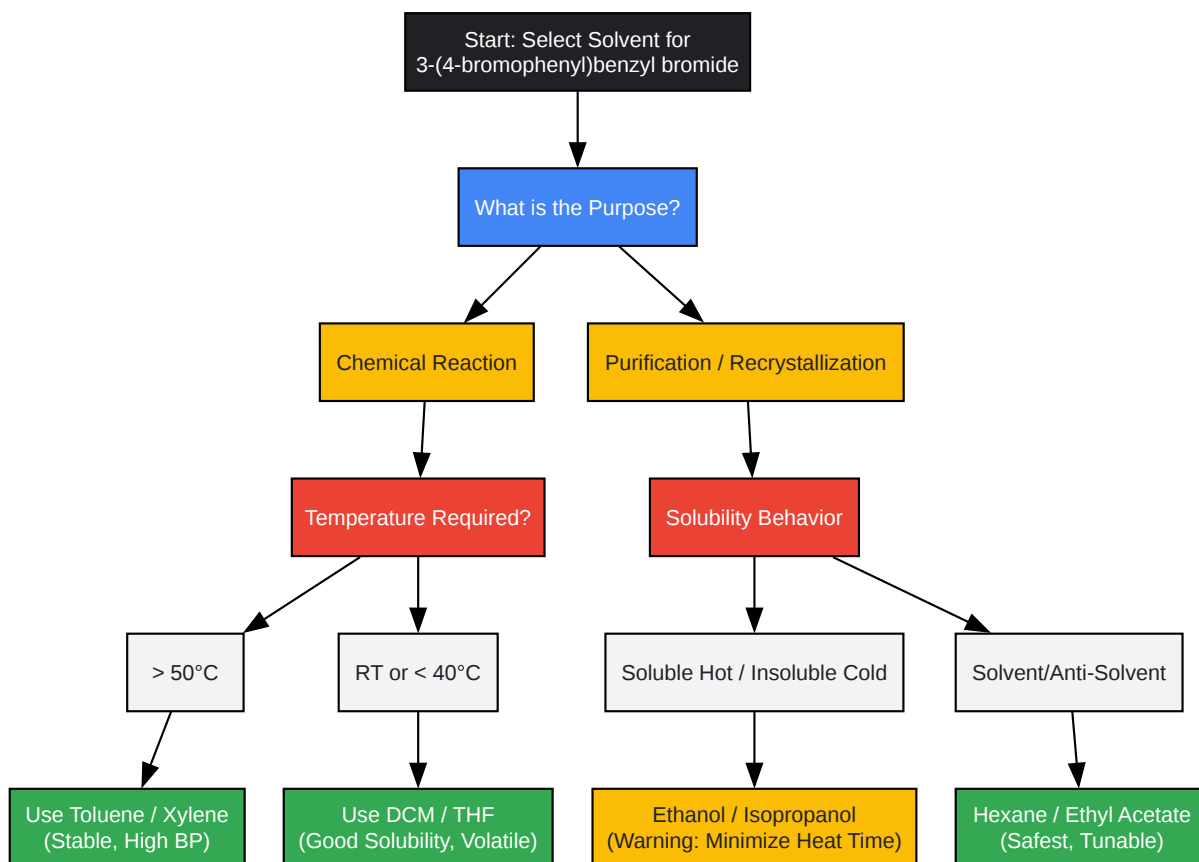 Start: Select Solvent for
3-(4-bromophenyl)benzyl bromide
What is the Purpose?
Chemical Reaction
Purification / Recrystallization
Temperature Required?
Solubility Behavior
> 50°C
RT or < 40°C
Soluble Hot / Insoluble Cold
Solvent/Anti-Solvent
Use Toluene / Xylene
(Stable, High BP)
Use DCM / THF
(Good Solubility, Volatile)
Ethanol / Isopropanol
(Warning: Minimize Heat Time)
Hexane / Ethyl Acetate
(Safest, Tunable)